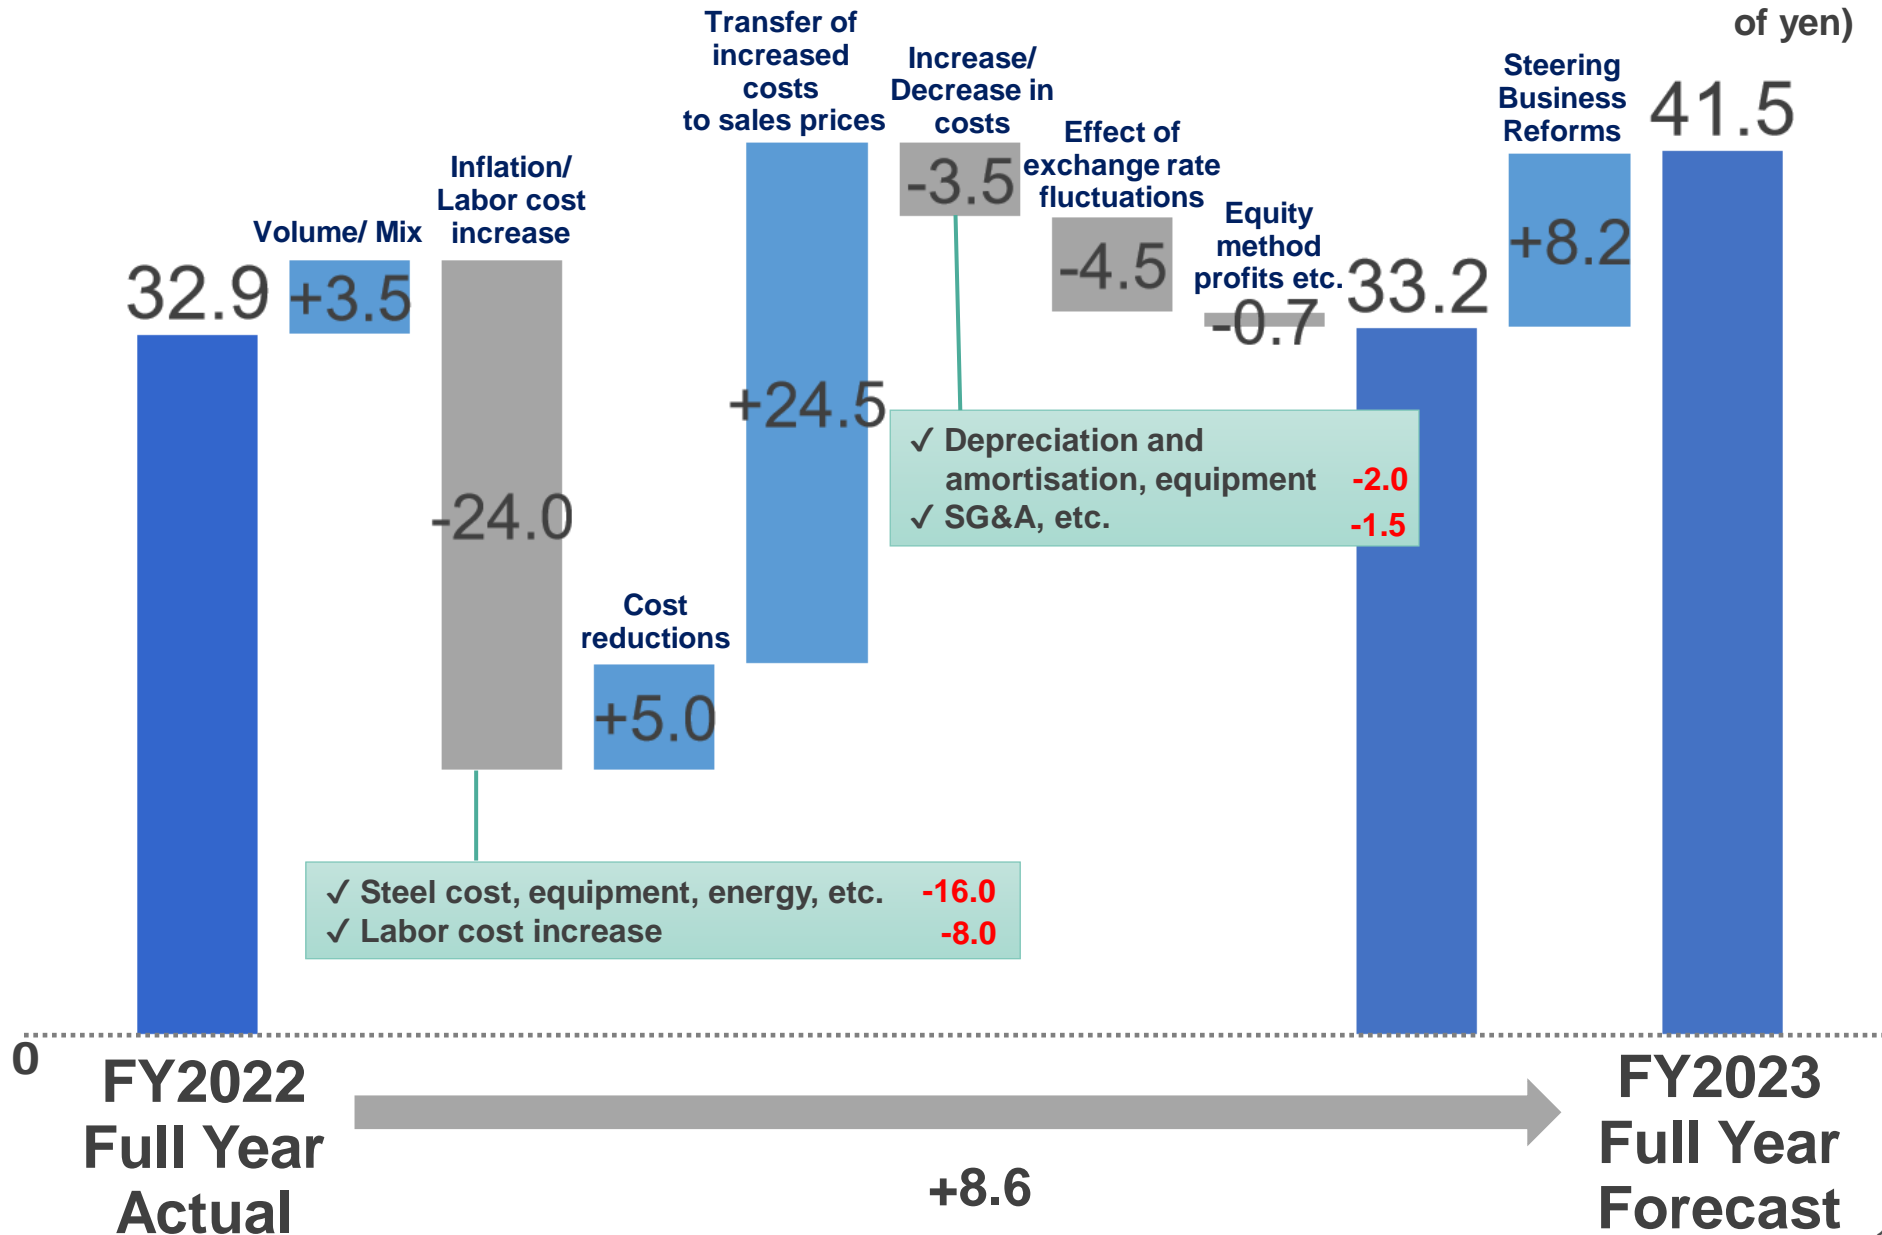 of yen)
Transfer of
increased
costs
to sales prices
Increase/
Decrease in
costs
Steering
Business
Reforms
41.5
Effect of
exchange rate
fluctuations
Inflation/
Labor cost
increase
-3.5
Volume/ Mix
Equity
method
profits etc.
32.9
+3.5
-4.5
-0.7
33.2
+8.2
+24.5
✓ Depreciation and
amortisation, equipment -2.0
✓ SG&A, etc. -1.5
-24.0
Cost
reductions
+5.0
✓ Steel cost, equipment, energy, etc. -16.0
✓ Labor cost increase -8.0
0
FY2022
Full Year
Actual
+8.6
FY2023
Full Year
Forecast